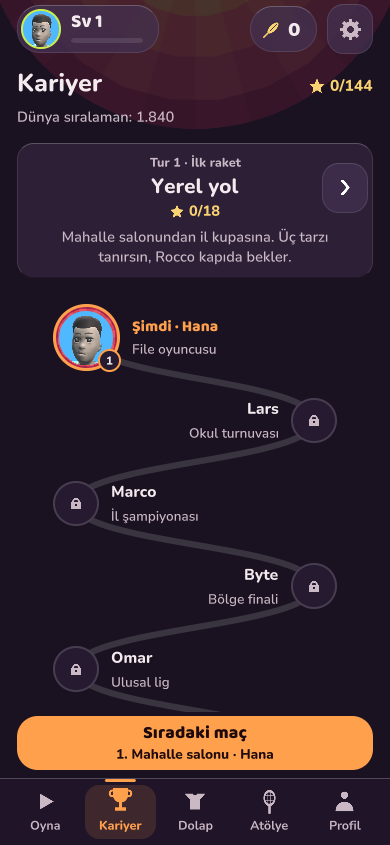 Sv 1
0
Kariyer
0/144
Dünya sıralaman: 1.840
Tur 1 · İlk raket
Yerel yol
0/18
Mahalle salonundan il kupasına. Üç tarzı
tanırsın, Rocco kapıda bekler.
Şimdi · Hana
File oyuncusu
1
Lars
Okul turnuvası
Marco
İl şampiyonası
Byte
Bölge finali
Omar
Ulusal lig
Sıradaki maç
1. Mahalle salonu · Hana
Oyna
Kariyer
Dolap
Atölye
Profil